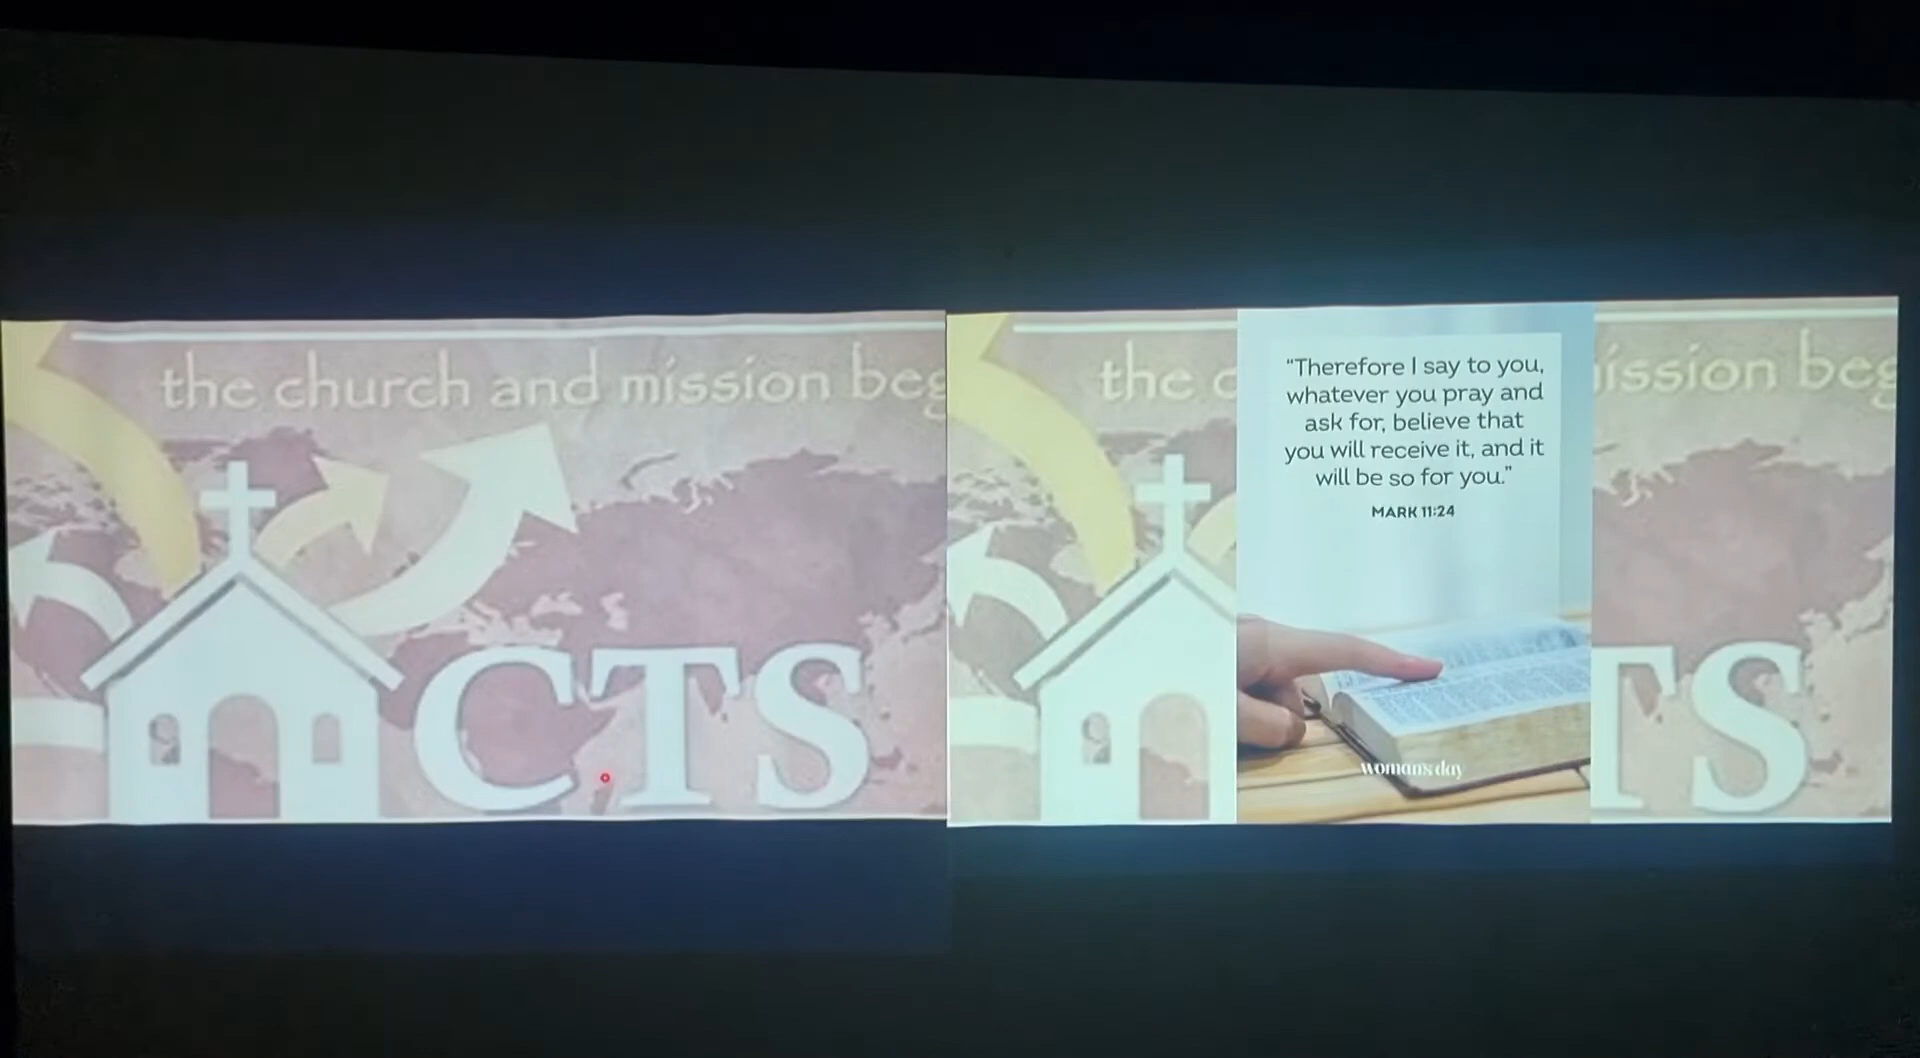 the church and mission beg
CTS
the c
ission beg
TS
“Therefore I say to you,
whatever you pray and
ask for, believe that
you will receive it, and it
will be so for you.”
MARK 11:24
woman's day